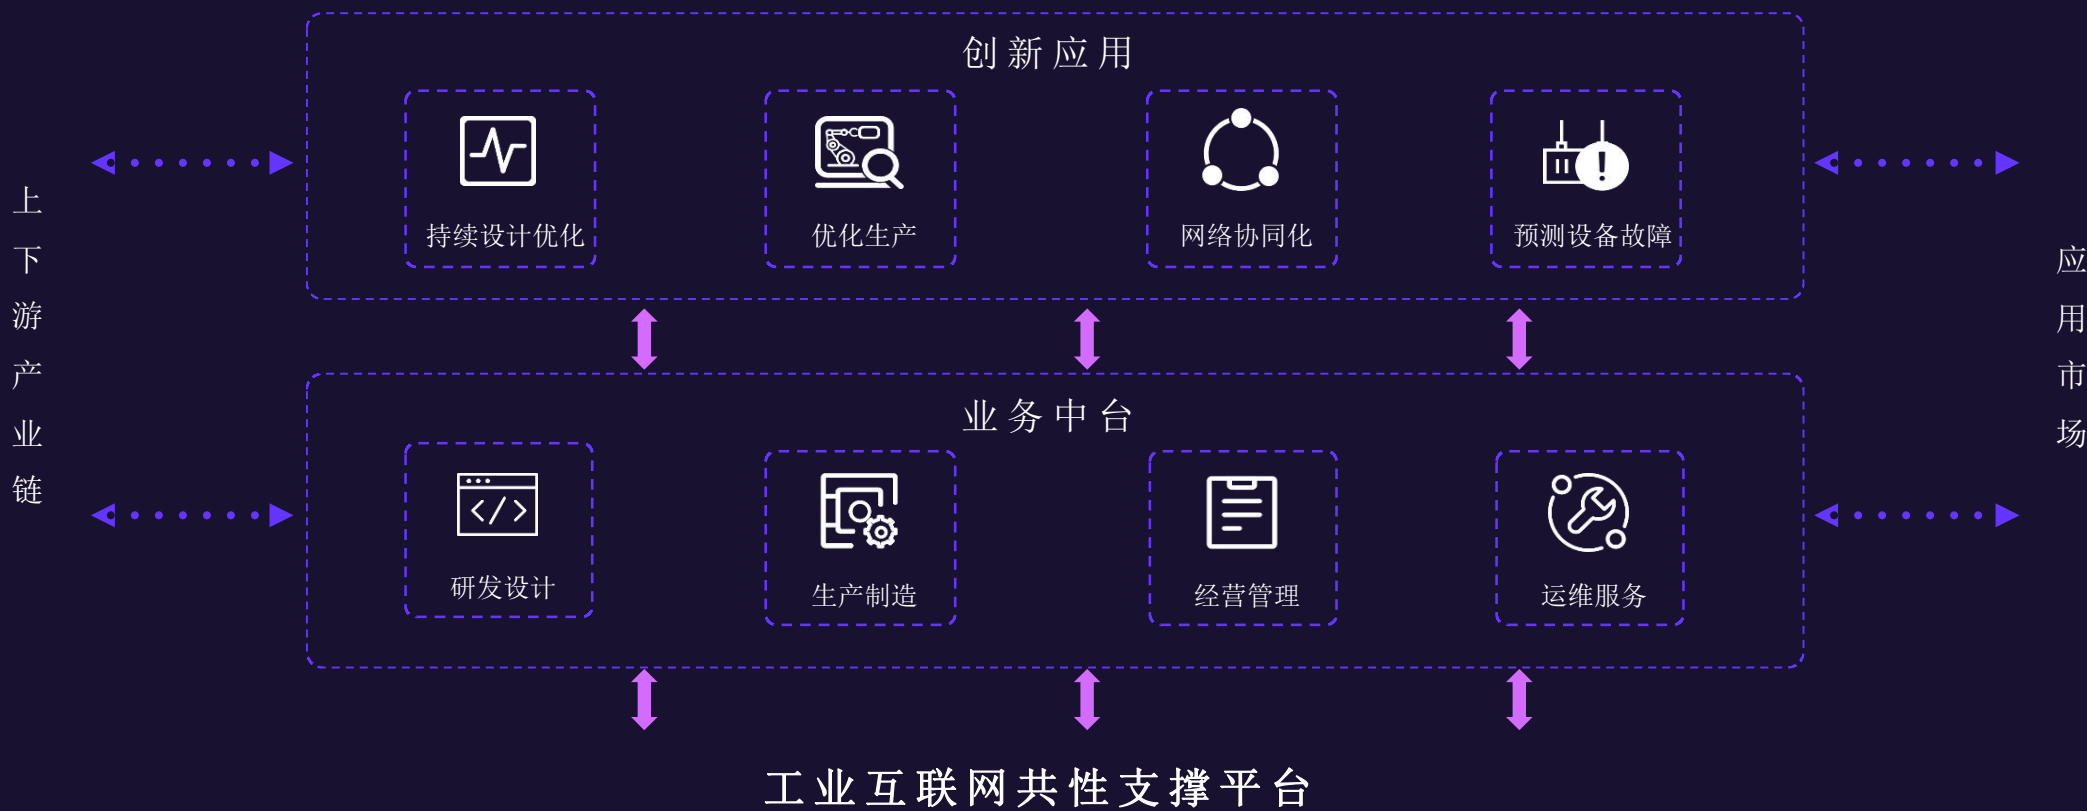 创新应用
持续设计优化
优化生产
网络协同化
预测设备故障
上下游产业链
应用市场
业务中台
研发设计
生产制造
经营管理
运维服务
工业互联网共性支撑平台